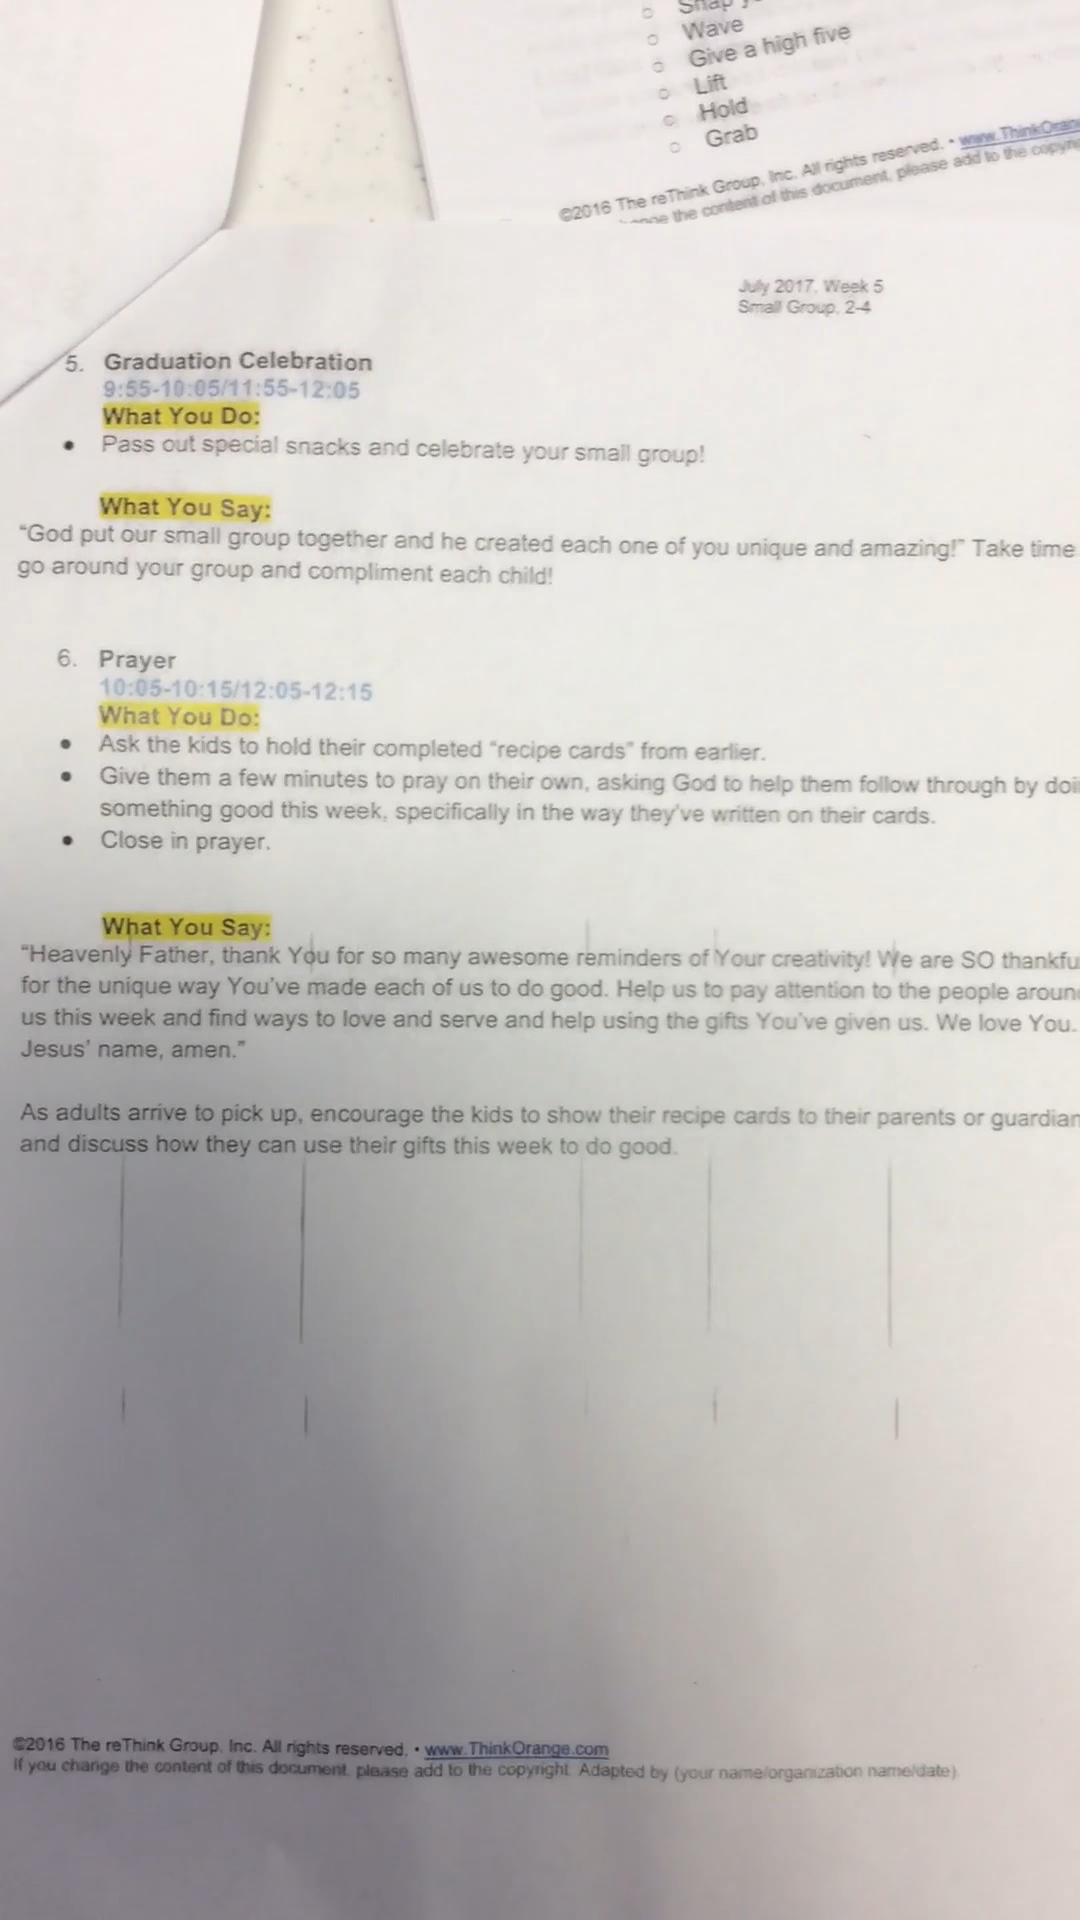 Wave
Give a high five
Lift
Hold
Grab
©2016 The reThink Group, Inc. All rights reserved. •
the content of this document, please add to the
July 2017, Week 5
Small Group, 2-4
5. Graduation Celebration
9:55-10:05/11:55-12:05
What You Do:
• Pass out special snacks and celebrate your small group!
What You Say:
“God put our small group together and he created each one of you unique and amazing!” Take time
go around your group and compliment each child!
6. Prayer
10:05-10:15/12:05-12:15
What You Do:
• Ask the kids to hold their completed “recipe cards” from earlier.
• Give them a few minutes to pray on their own, asking God to help them follow through by doi
something good this week, specifically in the way they’ve written on their cards.
• Close in prayer.
What You Say:
“Heavenly Father, thank You for so many awesome reminders of Your creativity! We are SO thankfu
for the unique way You’ve made each of us to do good. Help us to pay attention to the people aroun
us this week and find ways to love and serve and help using the gifts You’ve given us. We love You.
Jesus’ name, amen.”
As adults arrive to pick up, encourage the kids to show their recipe cards to their parents or guardian
and discuss how they can use their gifts this week to do good.
©2016 The reThink Group, Inc. All rights reserved. • www.ThinkOrange.com
If you change the content of this document, please add to the copyright: Adapted by (your name/organization name/date).